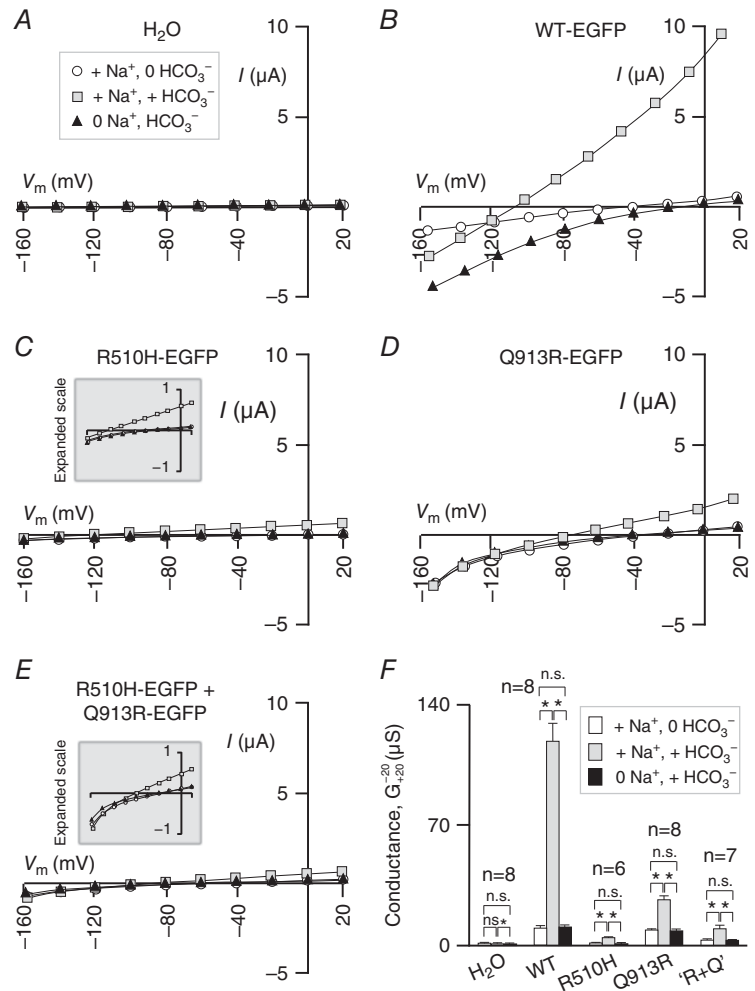 A
H₂O
+ Na⁺, 0 HCO₃⁻
+ Na⁺, + HCO₃⁻
0 Na⁺, HCO₃⁻
I (µA)
10
5
−5
Vm (mV)
−160
−120
−80
−40
20
B
WT-EGFP
I (µA)
10
5
−5
Vm (mV)
−160
−120
−80
−40
20
C
R510H-EGFP
Expanded scale
1
−1
I (µA)
10
5
−5
Vm (mV)
−160
−120
−80
−40
20
D
Q913R-EGFP
I (µA)
10
5
−5
Vm (mV)
−160
−120
−80
−40
20
E
R510H-EGFP +
Q913R-EGFP
Expanded scale
1
−1
I (µA)
10
5
−5
Vm (mV)
−160
−120
−80
−40
20
F
+ Na⁺, 0 HCO₃⁻
+ Na⁺, + HCO₃⁻
0 Na⁺, + HCO₃⁻
Conductance, G⁻²⁰₊₂₀ (µS)
140
70
0
n=8
n.s.
ns *
n=8
n.s.
* *
n=6
n.s.
* *
n=8
n.s.
* *
n=7
n.s.
* *
H₂O
WT
R510H
Q913R
‘R+Q’